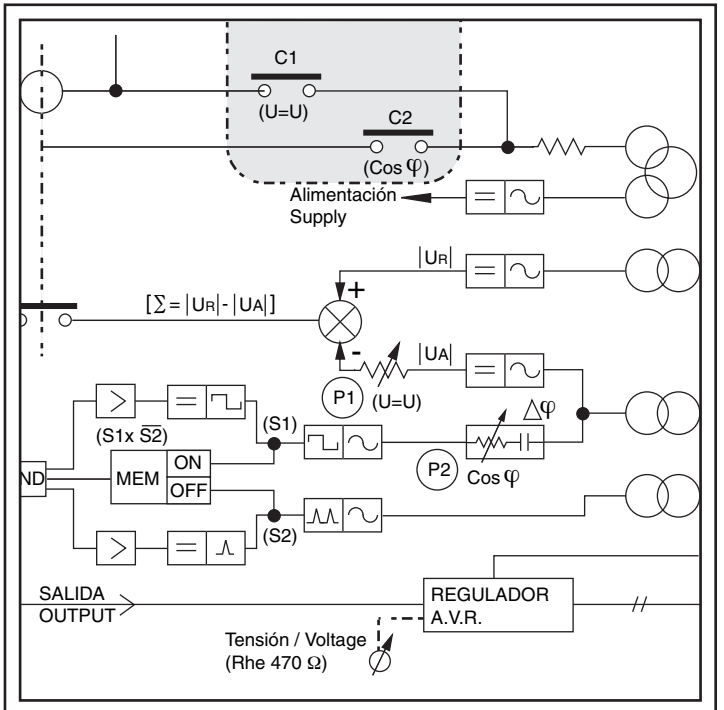 C1
(U=U)
C2
(Cos φ)
Alimentación
Supply
|UR|
+
[∑ = |UR| - |UA|]
-
|UA|
P1
(U=U)
Δφ
(S1)
(S1x S̅2̅)
ON
MEM
OFF
ND
P2
Cos φ
(S2)
SALIDA
OUTPUT
REGULADOR
A.V.R.
Tensión / Voltage
(Rhe 470 Ω)